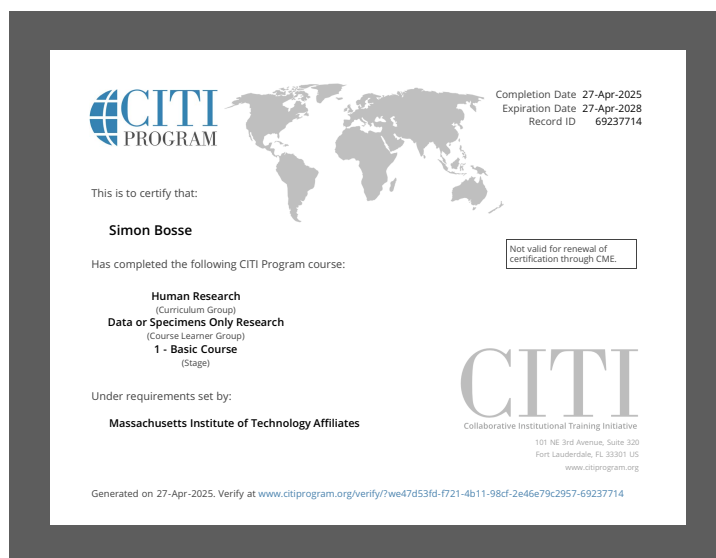 CITI
PROGRAM
Completion Date 27-Apr-2025
Expiration Date 27-Apr-2028
Record ID 69237714
This is to certify that:
Simon Bosse
Not valid for renewal of
certification through CME.
Has completed the following CITI Program course:
Human Research
(Curriculum Group)
Data or Specimens Only Research
(Course Learner Group)
1 - Basic Course
(Stage)
Under requirements set by:
Massachusetts Institute of Technology Affiliates
CITI
Collaborative Institutional Training Initiative
101 NE 3rd Avenue, Suite 320
Fort Lauderdale, FL 33301 US
www.citiprogram.org
Generated on 27-Apr-2025. Verify at www.citiprogram.org/verify/?we47d53fd-f721-4b11-98cf-2e46e79c2957-69237714